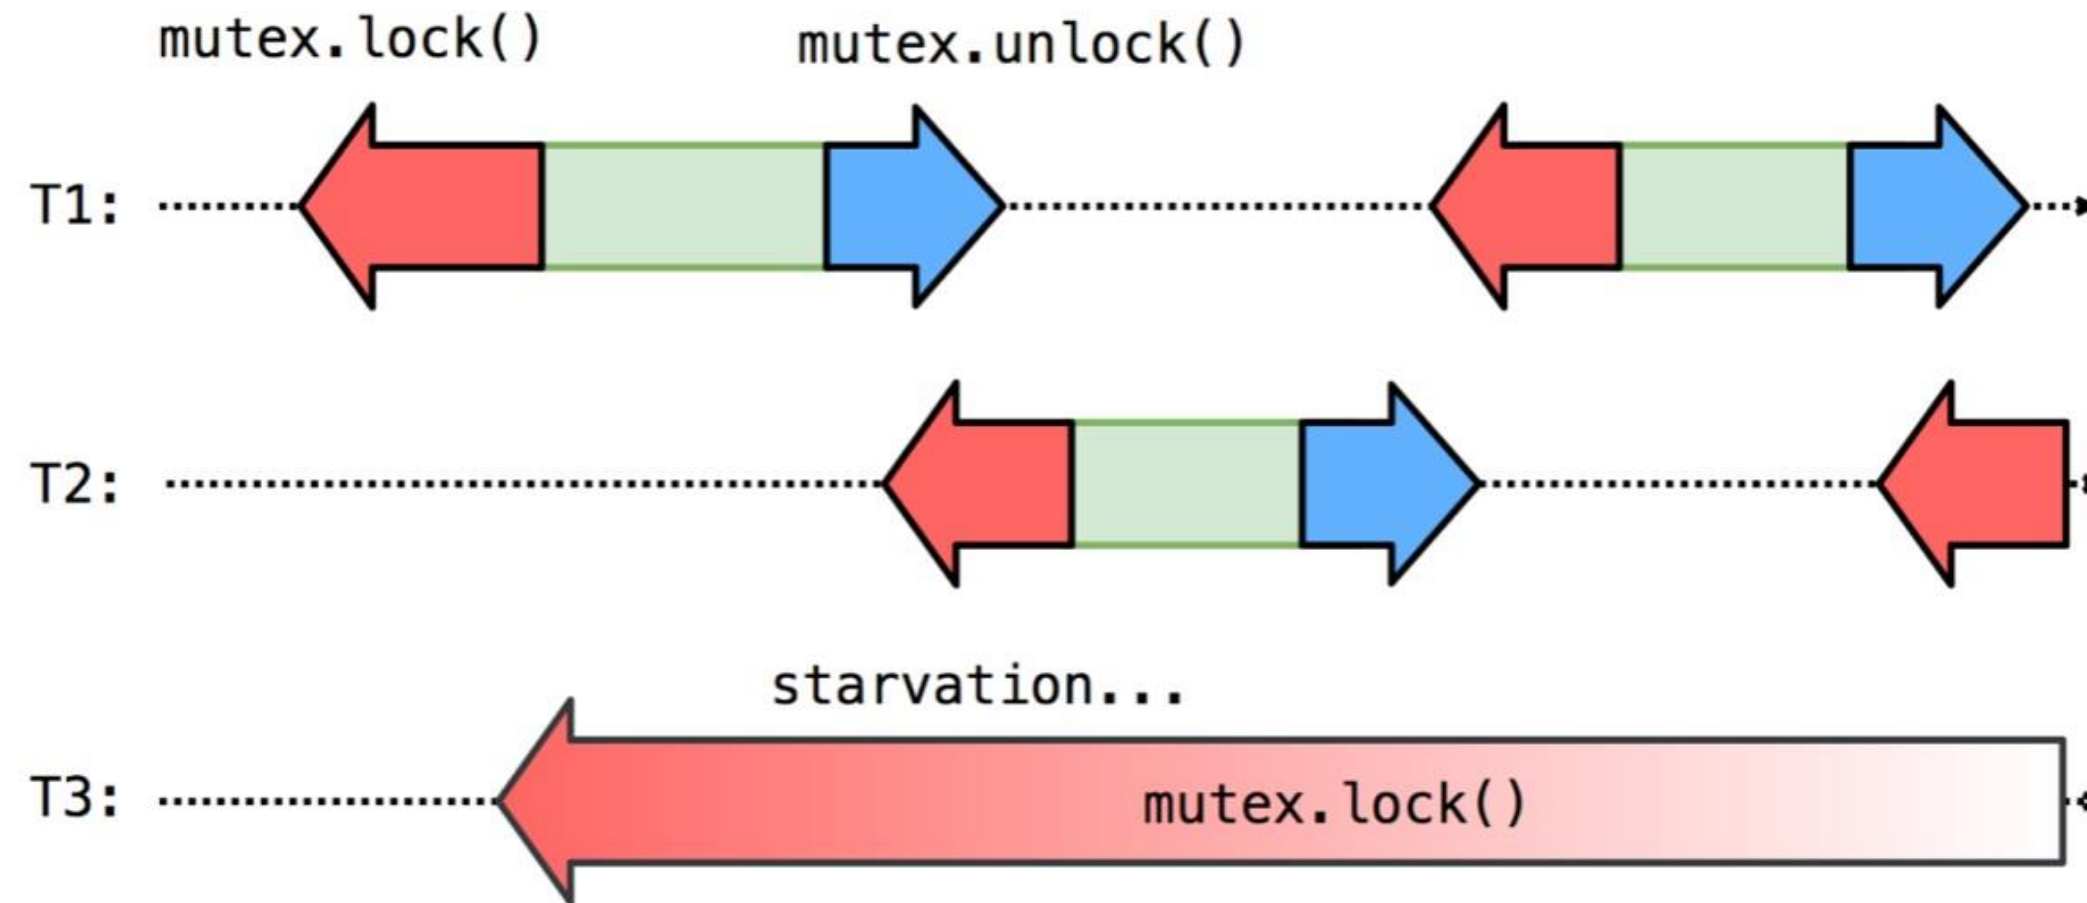 mutex.lock()
mutex.unlock()
T1:
T2:
starvation...
T3:
mutex.lock()